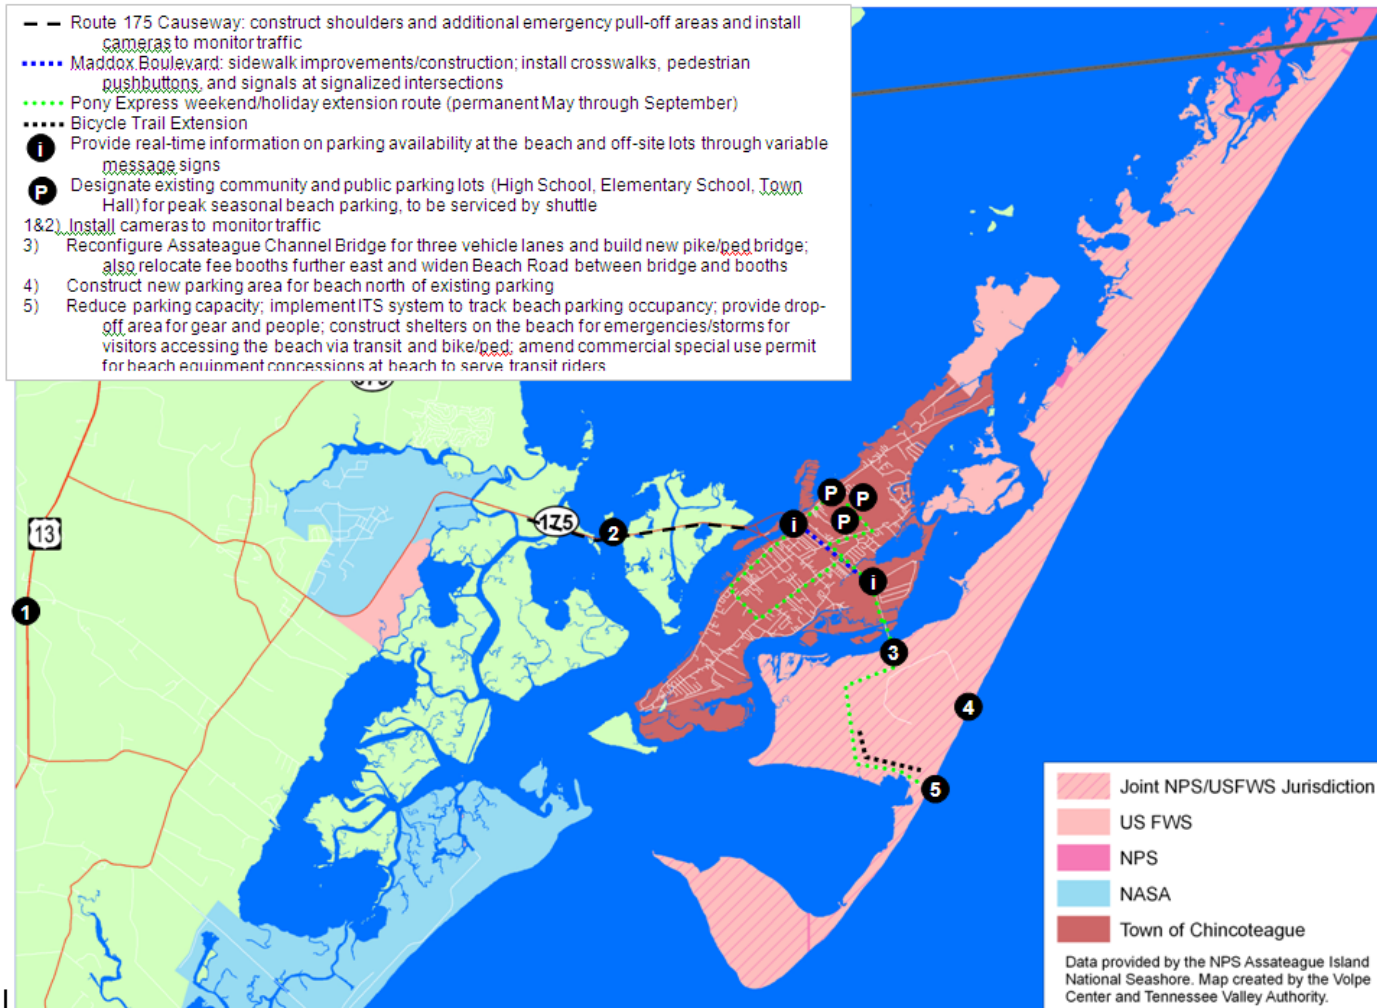 Route 175 Causeway: construct shoulders and additional emergency pull-off areas and install
cameras to monitor traffic
Maddox Boulevard: sidewalk improvements/construction; install crosswalks, pedestrian
pushbuttons, and signals at signalized intersections
Pony Express weekend/holiday extension route (permanent May through September)
Bicycle Trail Extension
i Provide real-time information on parking availability at the beach and off-site lots through variable
message signs
P Designate existing community and public parking lots (High School, Elementary School, Town
Hall) for peak seasonal beach parking, to be serviced by shuttle
1&2) Install cameras to monitor traffic
3) Reconfigure Assateague Channel Bridge for three vehicle lanes and build new pike/ped bridge;
also relocate fee booths further east and widen Beach Road between bridge and booths
4) Construct new parking area for beach north of existing parking
5) Reduce parking capacity; implement ITS system to track beach parking occupancy; provide drop-
off area for gear and people; construct shelters on the beach for emergencies/storms for
visitors accessing the beach via transit and bike/ped; amend commercial special use permit
for beach equipment concessions at beach to serve transit riders
13
1
175
2
P
P
P
i
i
3
4
5
Joint NPS/USFWS Jurisdiction
US FWS
NPS
NASA
Town of Chincoteague
Data provided by the NPS Assateague Island
National Seashore. Map created by the Volpe
Center and Tennessee Valley Authority.